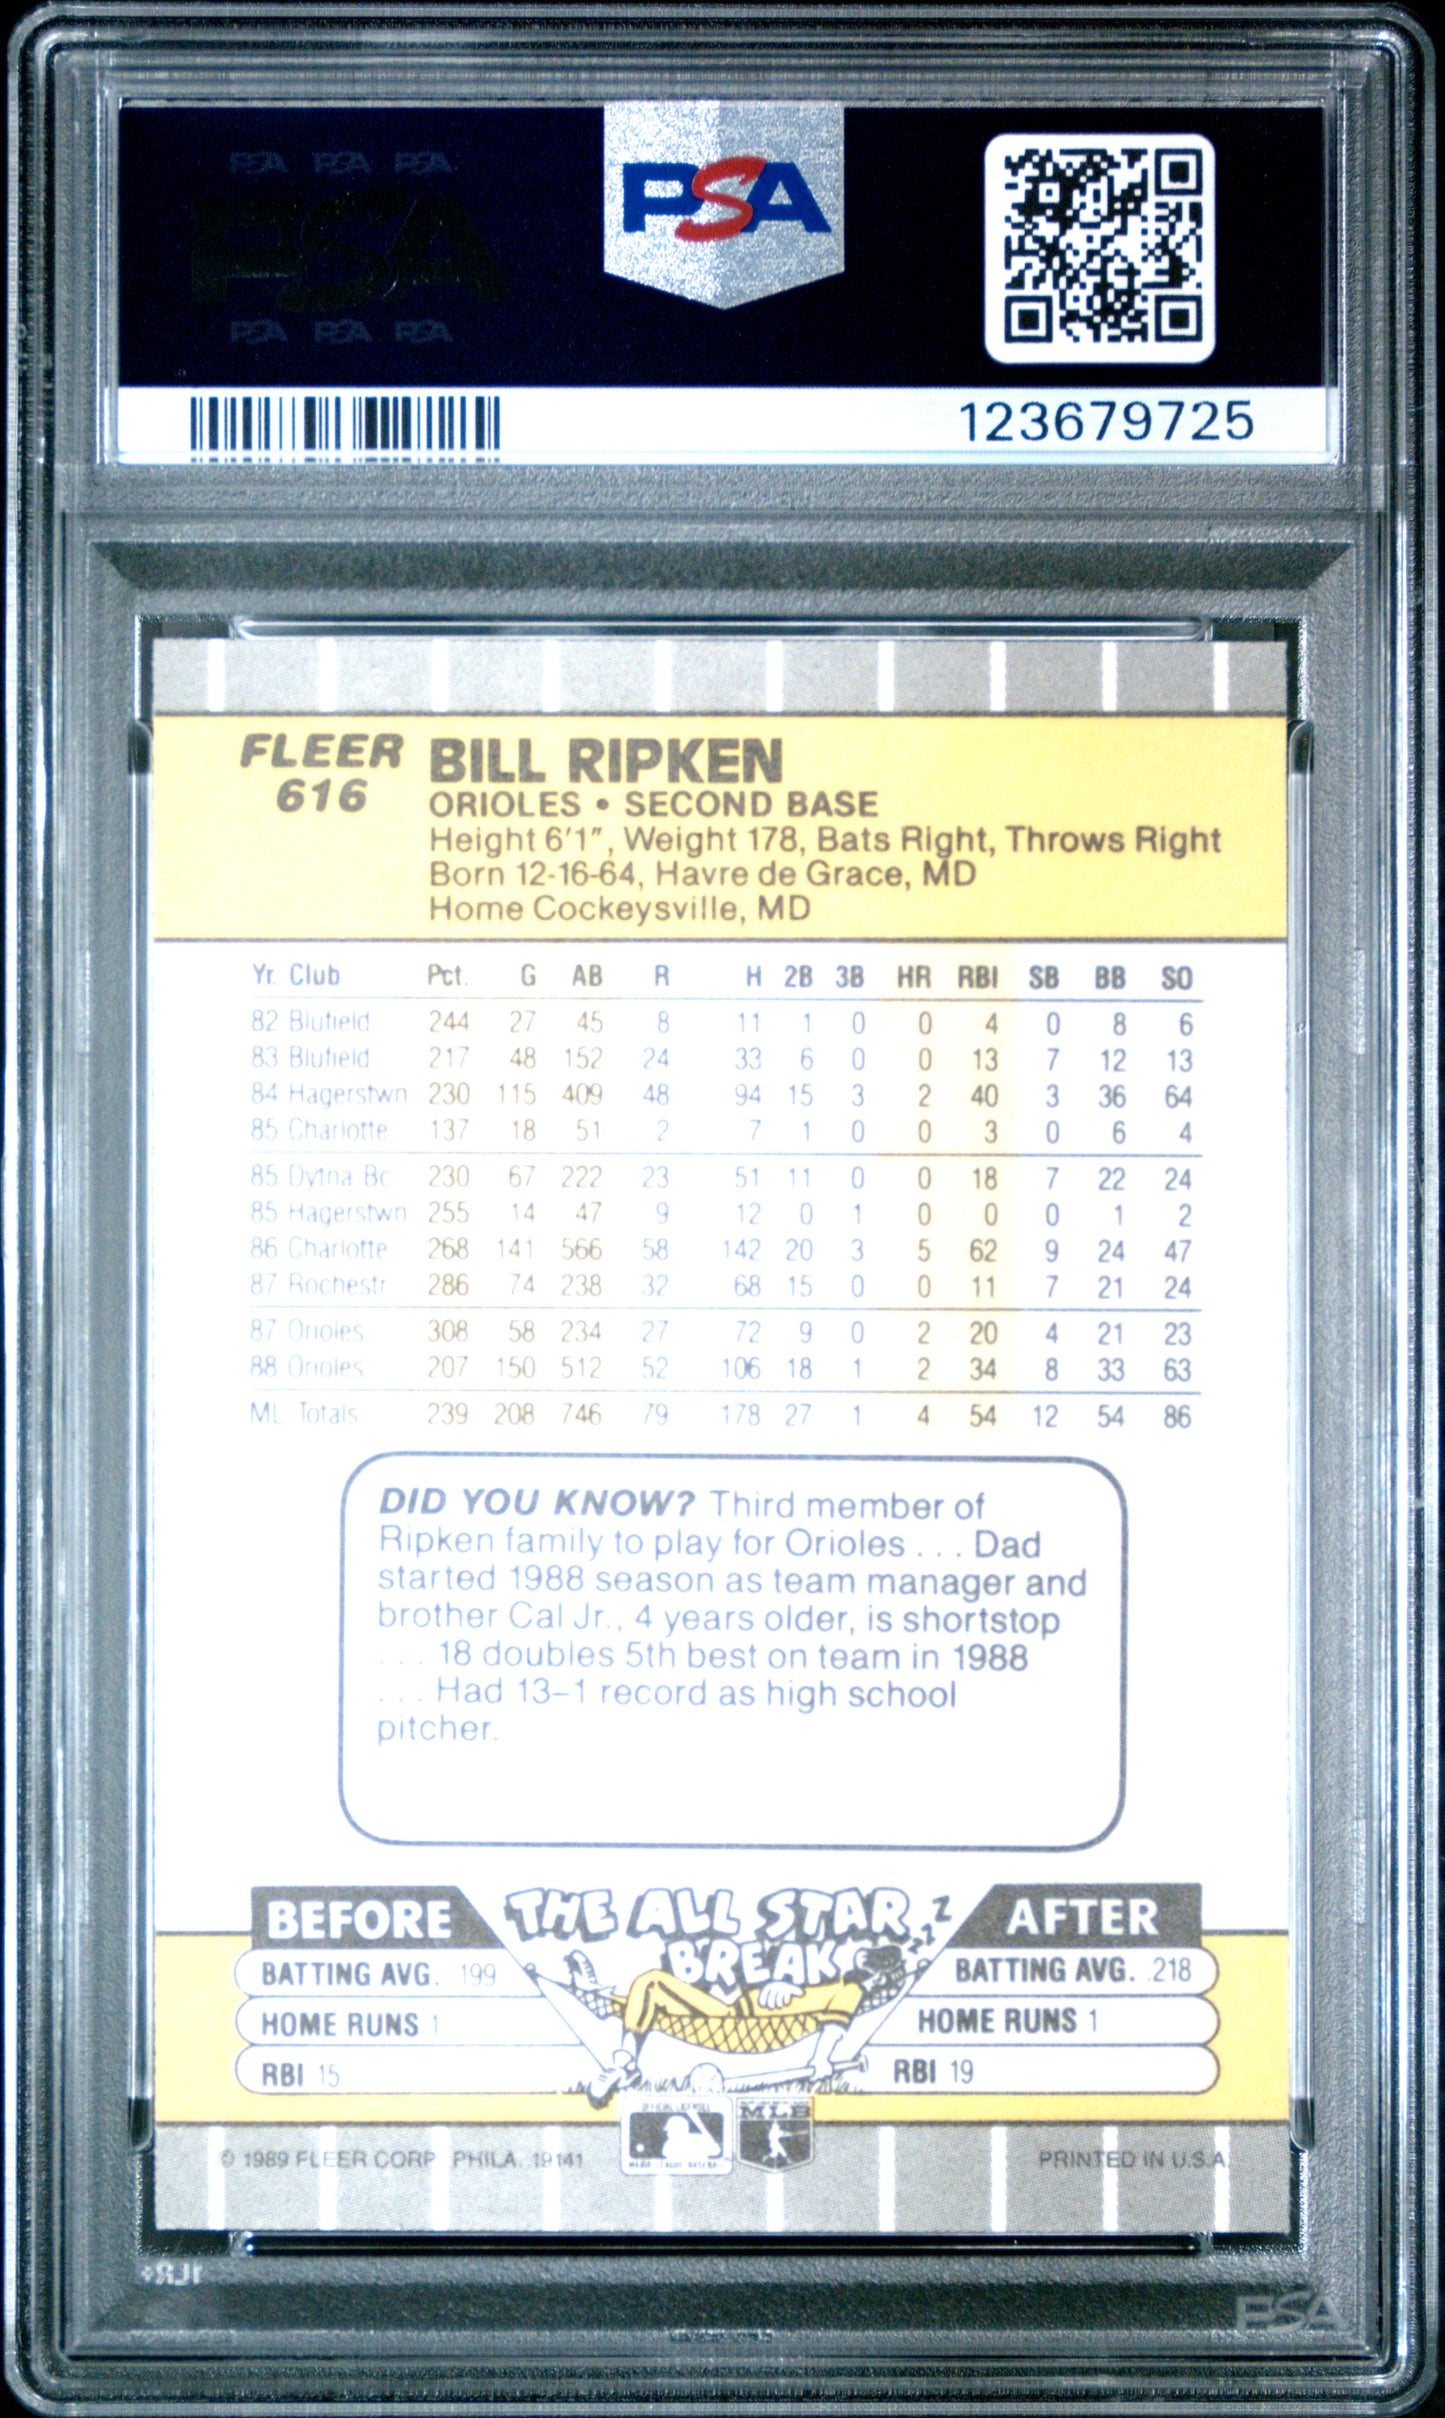 PSA PSA PSA
PSA
PSA PSA PSA
PSA
123679725
FLEER
616
BILL RIPKEN
ORIOLES • SECOND BASE
Height 6'1", Weight 178, Bats Right, Throws Right
Born 12-16-64, Havre de Grace, MD
Home Cockeysville, MD
Yr. Club Pct. G AB R H 2B 3B HR RBI SB BB SO
82 Blufield 244 27 45 8 11 1 0 0 4 0 8 6
83 Blufield 217 48 152 24 33 6 0 0 13 7 12 13
84 Hagerstwn 230 115 409 48 94 15 3 2 40 3 36 64
85 Charlotte 137 18 51 2 7 1 0 0 3 0 6 4
85 Dytna Bc 230 67 222 23 51 11 0 0 18 7 22 24
85 Hagerstwn 255 14 47 9 12 0 1 0 0 0 1 2
86 Charlotte 268 141 566 58 142 20 3 5 62 9 24 47
87 Rochestr 286 74 238 32 68 15 0 0 11 7 21 24
87 Orioles 308 58 234 27 72 9 0 2 20 4 21 23
88 Orioles 207 150 512 52 106 18 1 2 34 8 33 63
ML Totals 239 208 746 79 178 27 1 4 54 12 54 86
DID YOU KNOW? Third member of
Ripken family to play for Orioles . . . Dad
started 1988 season as team manager and
brother Cal Jr., 4 years older, is shortstop
. . . 18 doubles 5th best on team in 1988
. . . Had 13-1 record as high school
pitcher.
BEFORE THE ALL STAR BREAK ZZZ AFTER
BATTING AVG. .199 BATTING AVG. .218
HOME RUNS 1 HOME RUNS 1
RBI 15 RBI 19
MLB
© 1989 FLEER CORP. PHILA. 19141 PRINTED IN U.S.A.
PSA